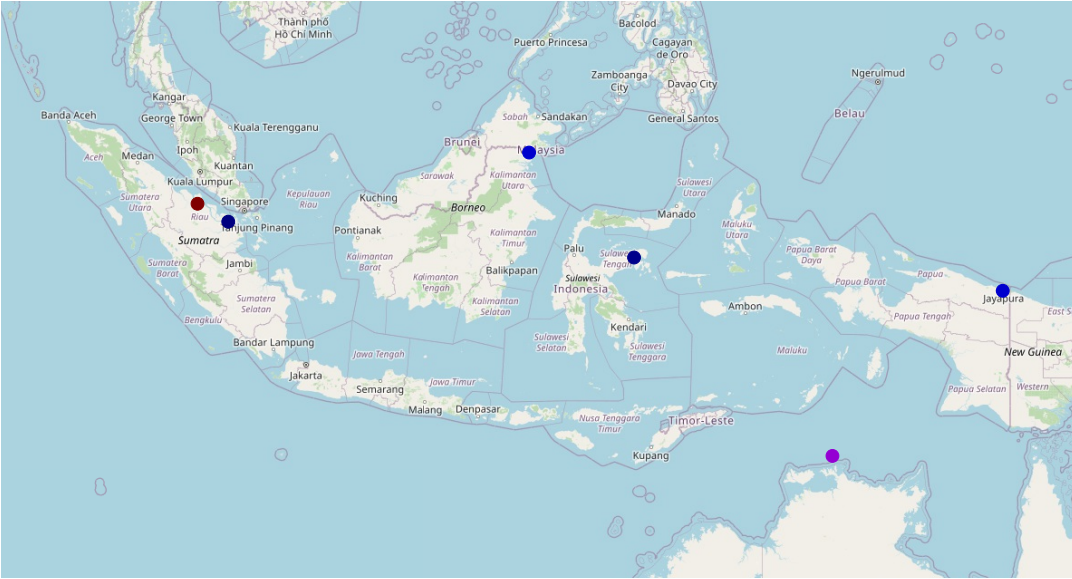 Thành phố
Hồ Chí Minh
Bacolod
Puerto Princesa
Cagayan
de Oro
Zamboanga
City
Davao City
General Santos
Ngerulmud
Belau
Kangar
Banda Aceh
George Town
Kuala Terengganu
Ipoh
Aceh
Medan
Kuantan
Kuala Lumpur
Sabah
Sandakan
Brunei
Malaysia
Sarawak
Kalimantan
Utara
Sumatera
Utara
Kepulauan
Riau
Singapore
Kuching
Riau
Tanjung Pinang
Borneo
Sulawesi
Utara
Manado
Maluku
Utara
Pontianak
Sumatra
Kalimantan
Timur
Palu
Sulawesi
Tengah
Papua Barat
Daya
Sumatera
Barat
Jambi
Kalimantan
Barat
Balikpapan
Kalimantan
Tengah
Sulawesi
Indonesia
Papua Barat
Papua
Jayapura
Sumatera
Selatan
Kalimantan
Selatan
Ambon
Papua Tengah
East S
Bengkulu
Kendari
Bandar Lampung
Sulawesi
Selatan
Sulawesi
Tenggara
Jawa Tengah
Maluku
New Guinea
Jakarta
Semarang
Jawa Timur
Papua Selatan
Western
Malang
Denpasar
Nusa Tenggara
Timur
Timor-Leste
Kupang